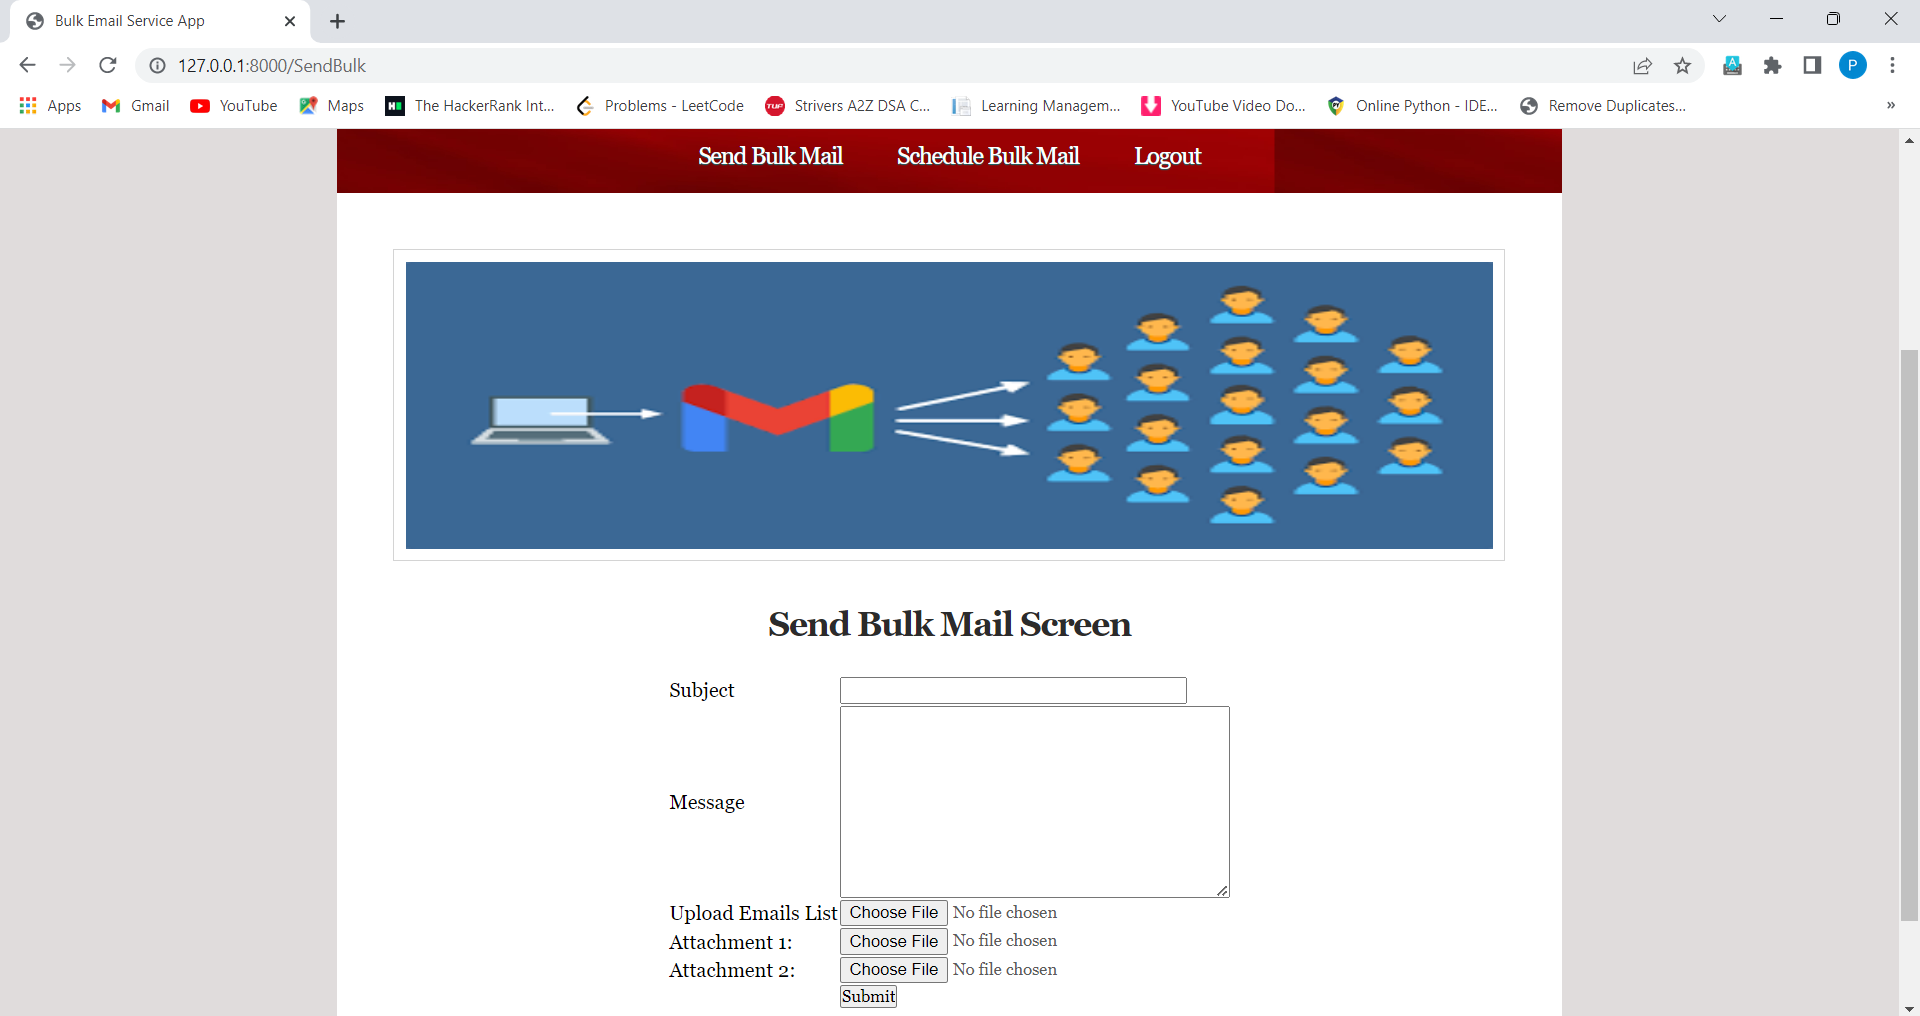 Bulk Email Service App
127.0.0.1:8000/SendBulk
P
Apps Gmail YouTube Maps The HackerRank Int... Problems - LeetCode Strivers A2Z DSA C... Learning Managem... YouTube Video Do... Online Python - IDE... Remove Duplicates... »
Send Bulk Mail Schedule Bulk Mail Logout
Send Bulk Mail Screen
Subject
Message
Upload Emails List Choose File No file chosen
Attachment 1: Choose File No file chosen
Attachment 2: Choose File No file chosen
Submit